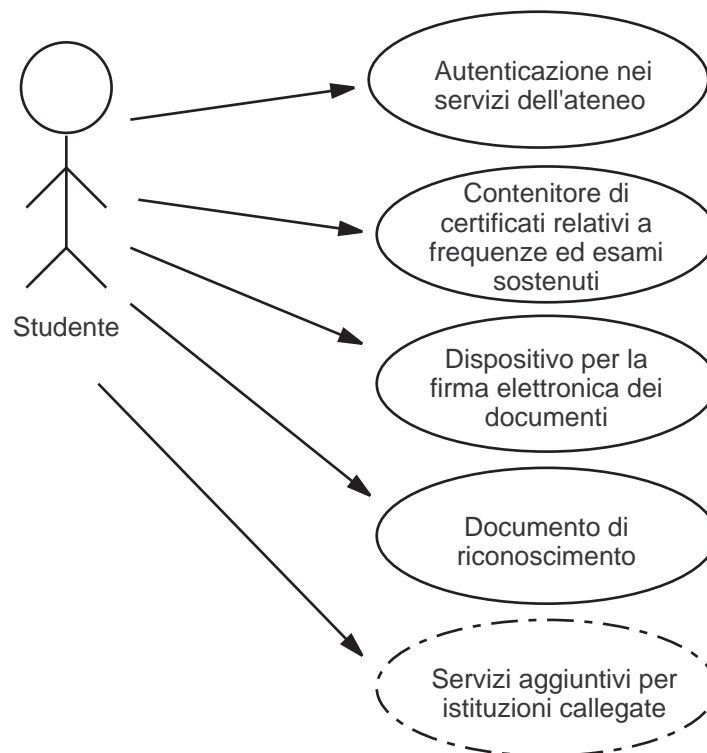 Autenticazione nei
servizi dell'ateneo
Contenitore di
certificati relativi a
frequenze ed esami
sostenuti
Studente
Dispositivo per la
firma elettronica dei
documenti
Documento di
riconoscimento
Servizi aggiuntivi per
istituzioni callegate